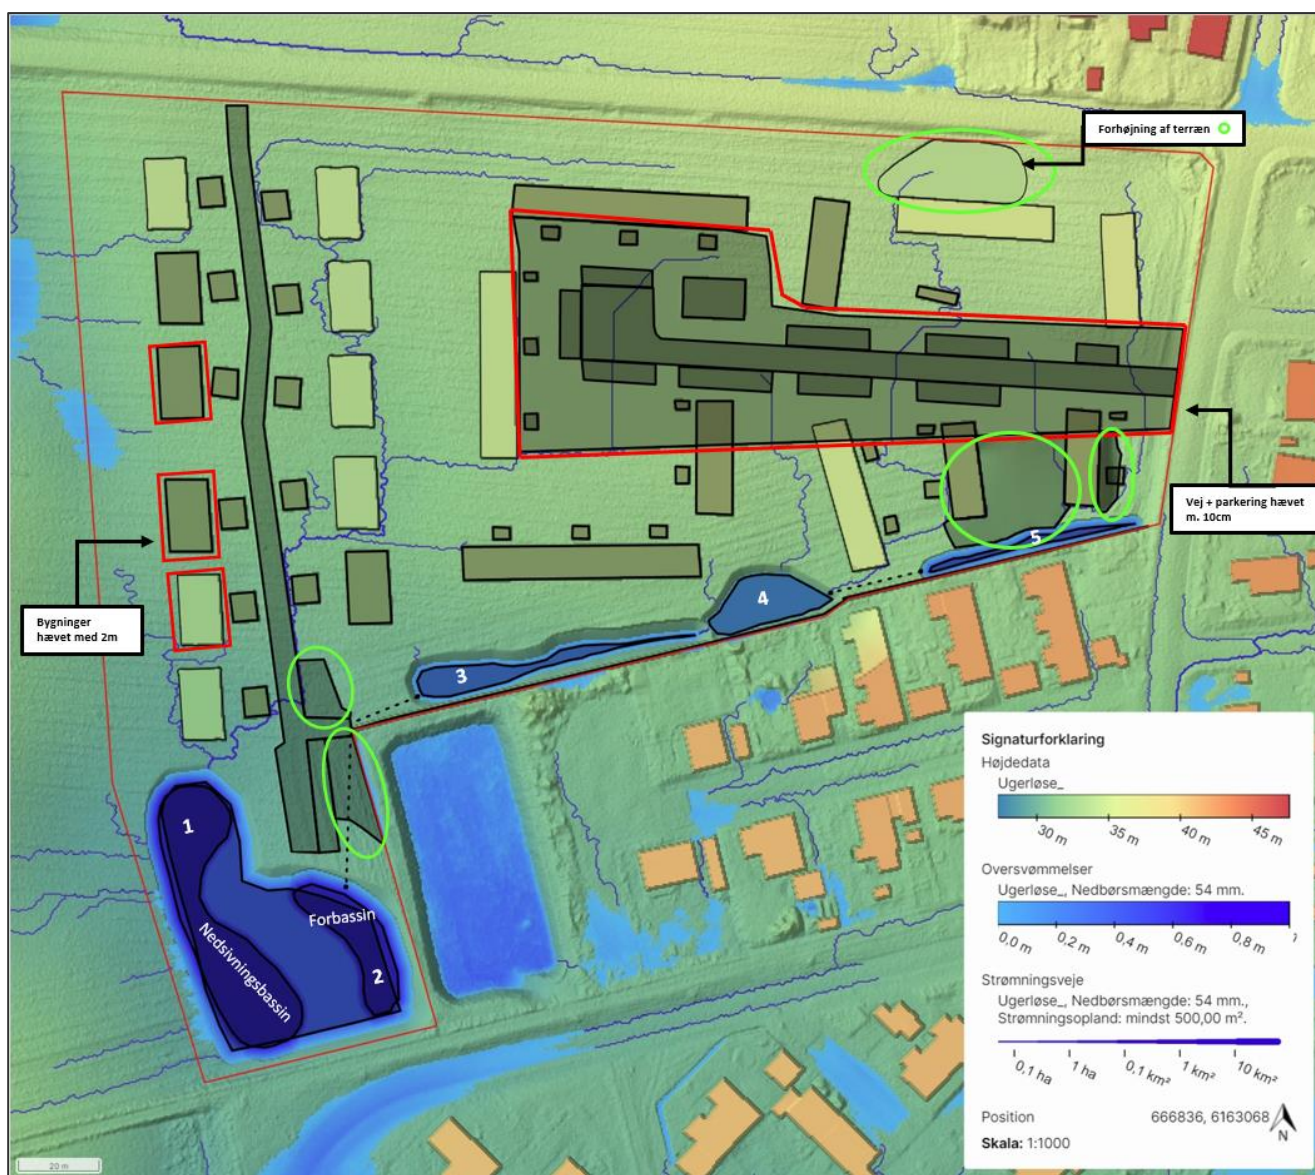 Forhøjning af terræn
Vej + parkering hævet
m. 10cm
Bygninger
hævet med 2m
5
4
3
1
Forbassin
Nedsivningsbassin
2
Signaturforklaring
Højdedata
Ugerløse_
30 m
35 m
40 m
45 m
Oversvømmelser
Ugerløse_, Nedbørsmængde: 54 mm.
0,0 m
0,2 m
0,4 m
0,6 m
0,8 m
Strømningsveje
Ugerløse_, Nedbørsmængde: 54 mm.,
Strømningsopland: mindst 500,00 m².
0,1 ha
1 ha
0,1 km²
1 km²
10 km²
Position 666836, 6163068
N
Skala: 1:1000
20 m